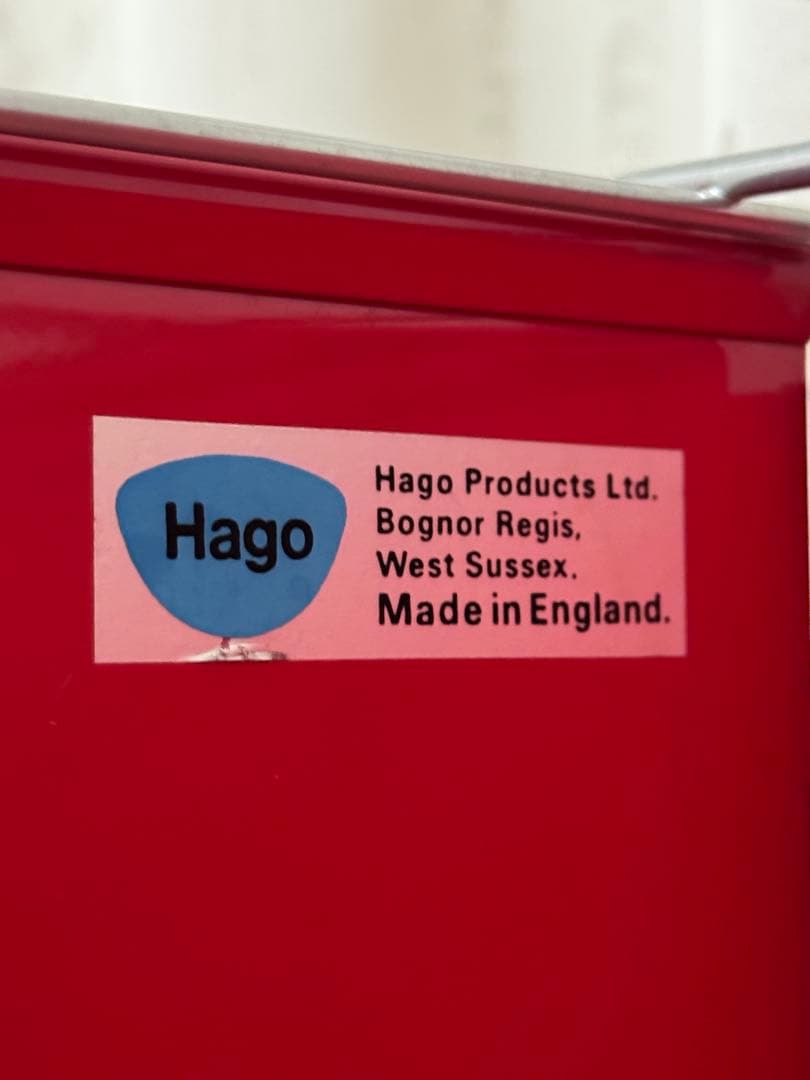 Hago
Hago Products Ltd.
Bognor Regis,
West Sussex.
Made in England.